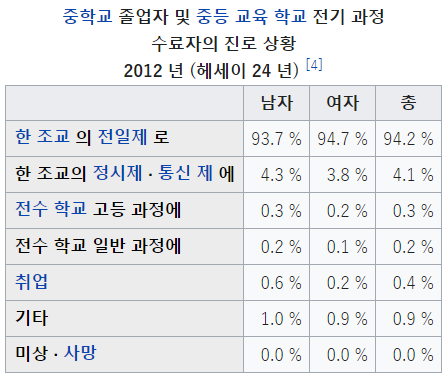 중학교 졸업자 및 중등 교육 학교 전기 과정
수료자의 진로 상황
2012 년 (헤세이 24 년) [4]
남자 여자 총
한 조교 의 전일제 로 93.7 % 94.7 % 94.2 %
한 조교의 정시제 · 통신 제 에 4.3 % 3.8 % 4.1 %
전수 학교 고등 과정에 0.3 % 0.2 % 0.3 %
전수 학교 일반 과정에 0.2 % 0.1 % 0.2 %
취업 0.6 % 0.2 % 0.4 %
기타 1.0 % 0.9 % 0.9 %
미상 · 사망 0.0 % 0.0 % 0.0 %